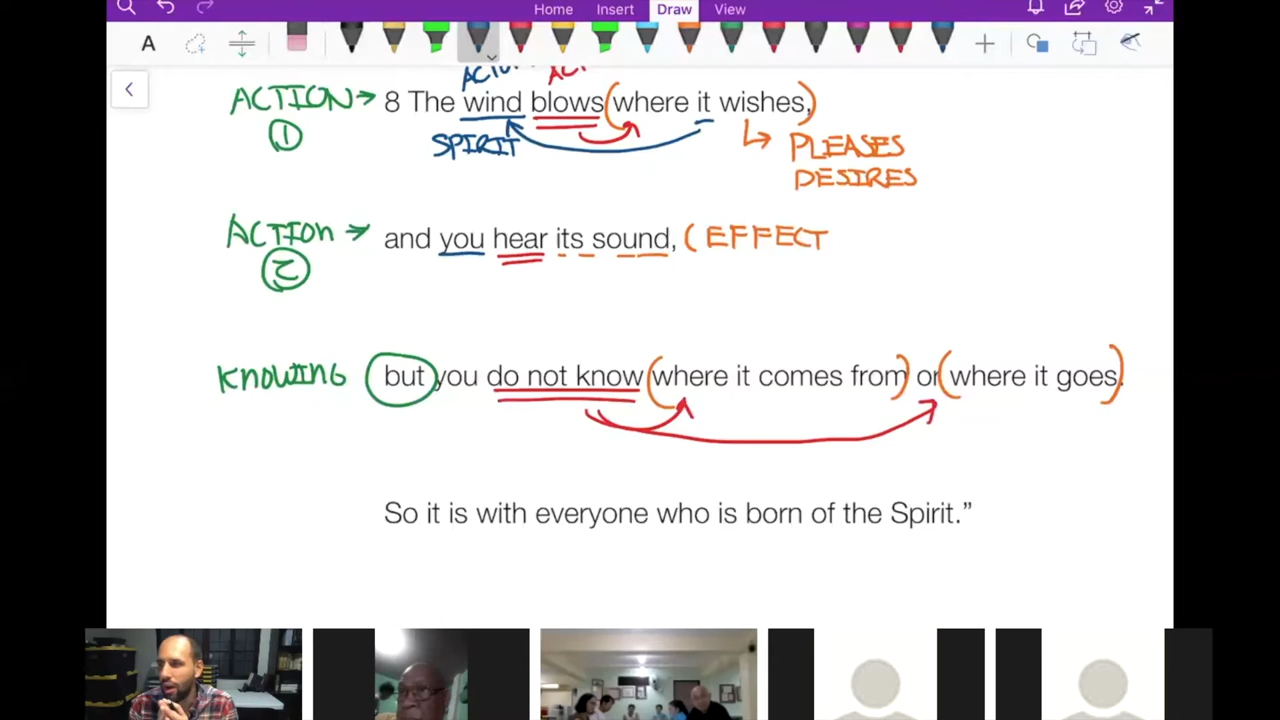 Home Insert Draw View
A
ACTION → 8 The wind blows (where it wishes,)
① SPIRIT ↳ PLEASES
DESIRES
ACTION → and you hear its sound, ( EFFECT
②
KNOWING but you do not know (where it comes from) or (where it goes).
So it is with everyone who is born of the Spirit.”